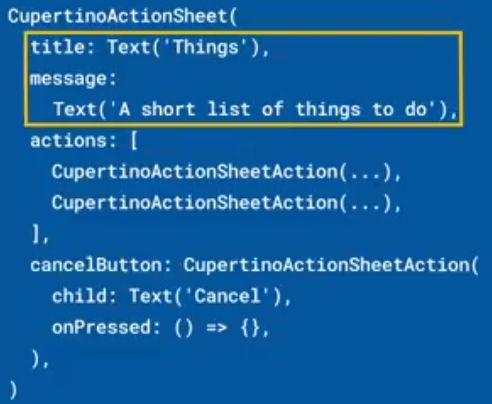 CupertinoActionSheet(
  title: Text('Things'),
  message:
    Text('A short list of things to do'),
  actions: [
    CupertinoActionSheetAction(...),
    CupertinoActionSheetAction(...),
  ],
  cancelButton: CupertinoActionSheetAction(
    child: Text('Cancel'),
    onPressed: () => {},
  ),
)